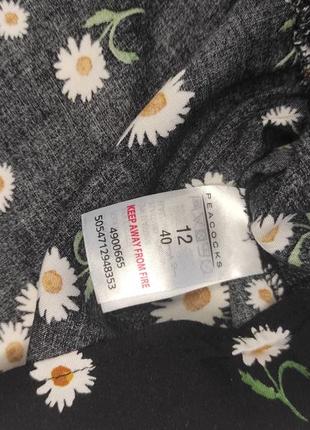 PEACOCKS
12
40
KEEP AWAY FROM FIRE
4900665
5054712948353